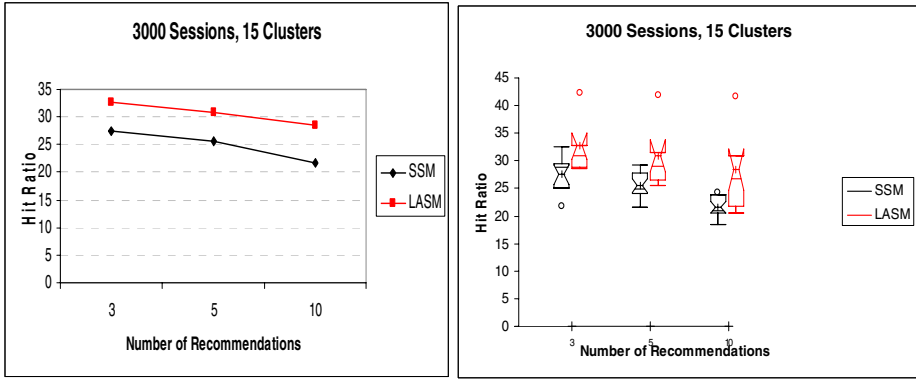 3000 Sessions, 15 Clusters
35
30
25
20
15
10
5
0
Hit Ratio
3 5 10
Number of Recommendations
SSM
LASM
3000 Sessions, 15 Clusters
45
40
35
30
25
20
15
10
5
0
Hit Ratio
3 5 10
Number of Recommendations
SSM
LASM